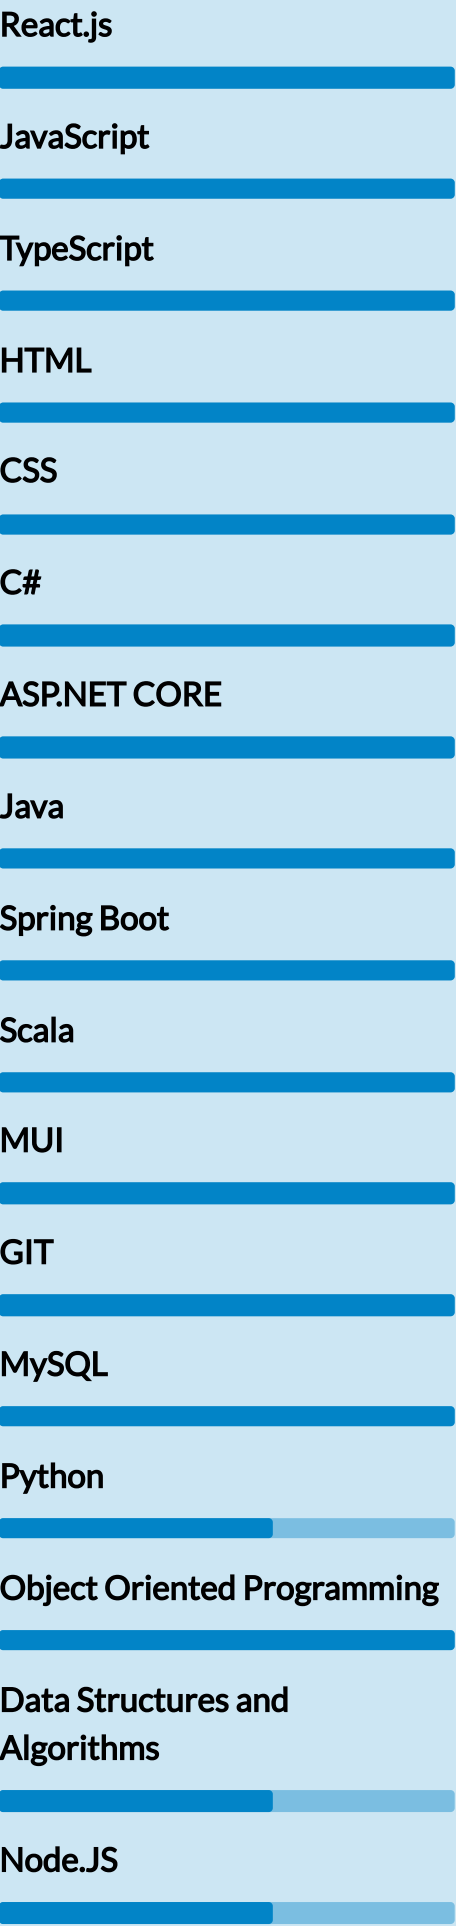 React.js
JavaScript
TypeScript
HTML
CSS
C#
ASP.NET CORE
Java
Spring Boot
Scala
MUI
GIT
MySQL
Python
Object Oriented Programming
Data Structures and
Algorithms
Node.JS